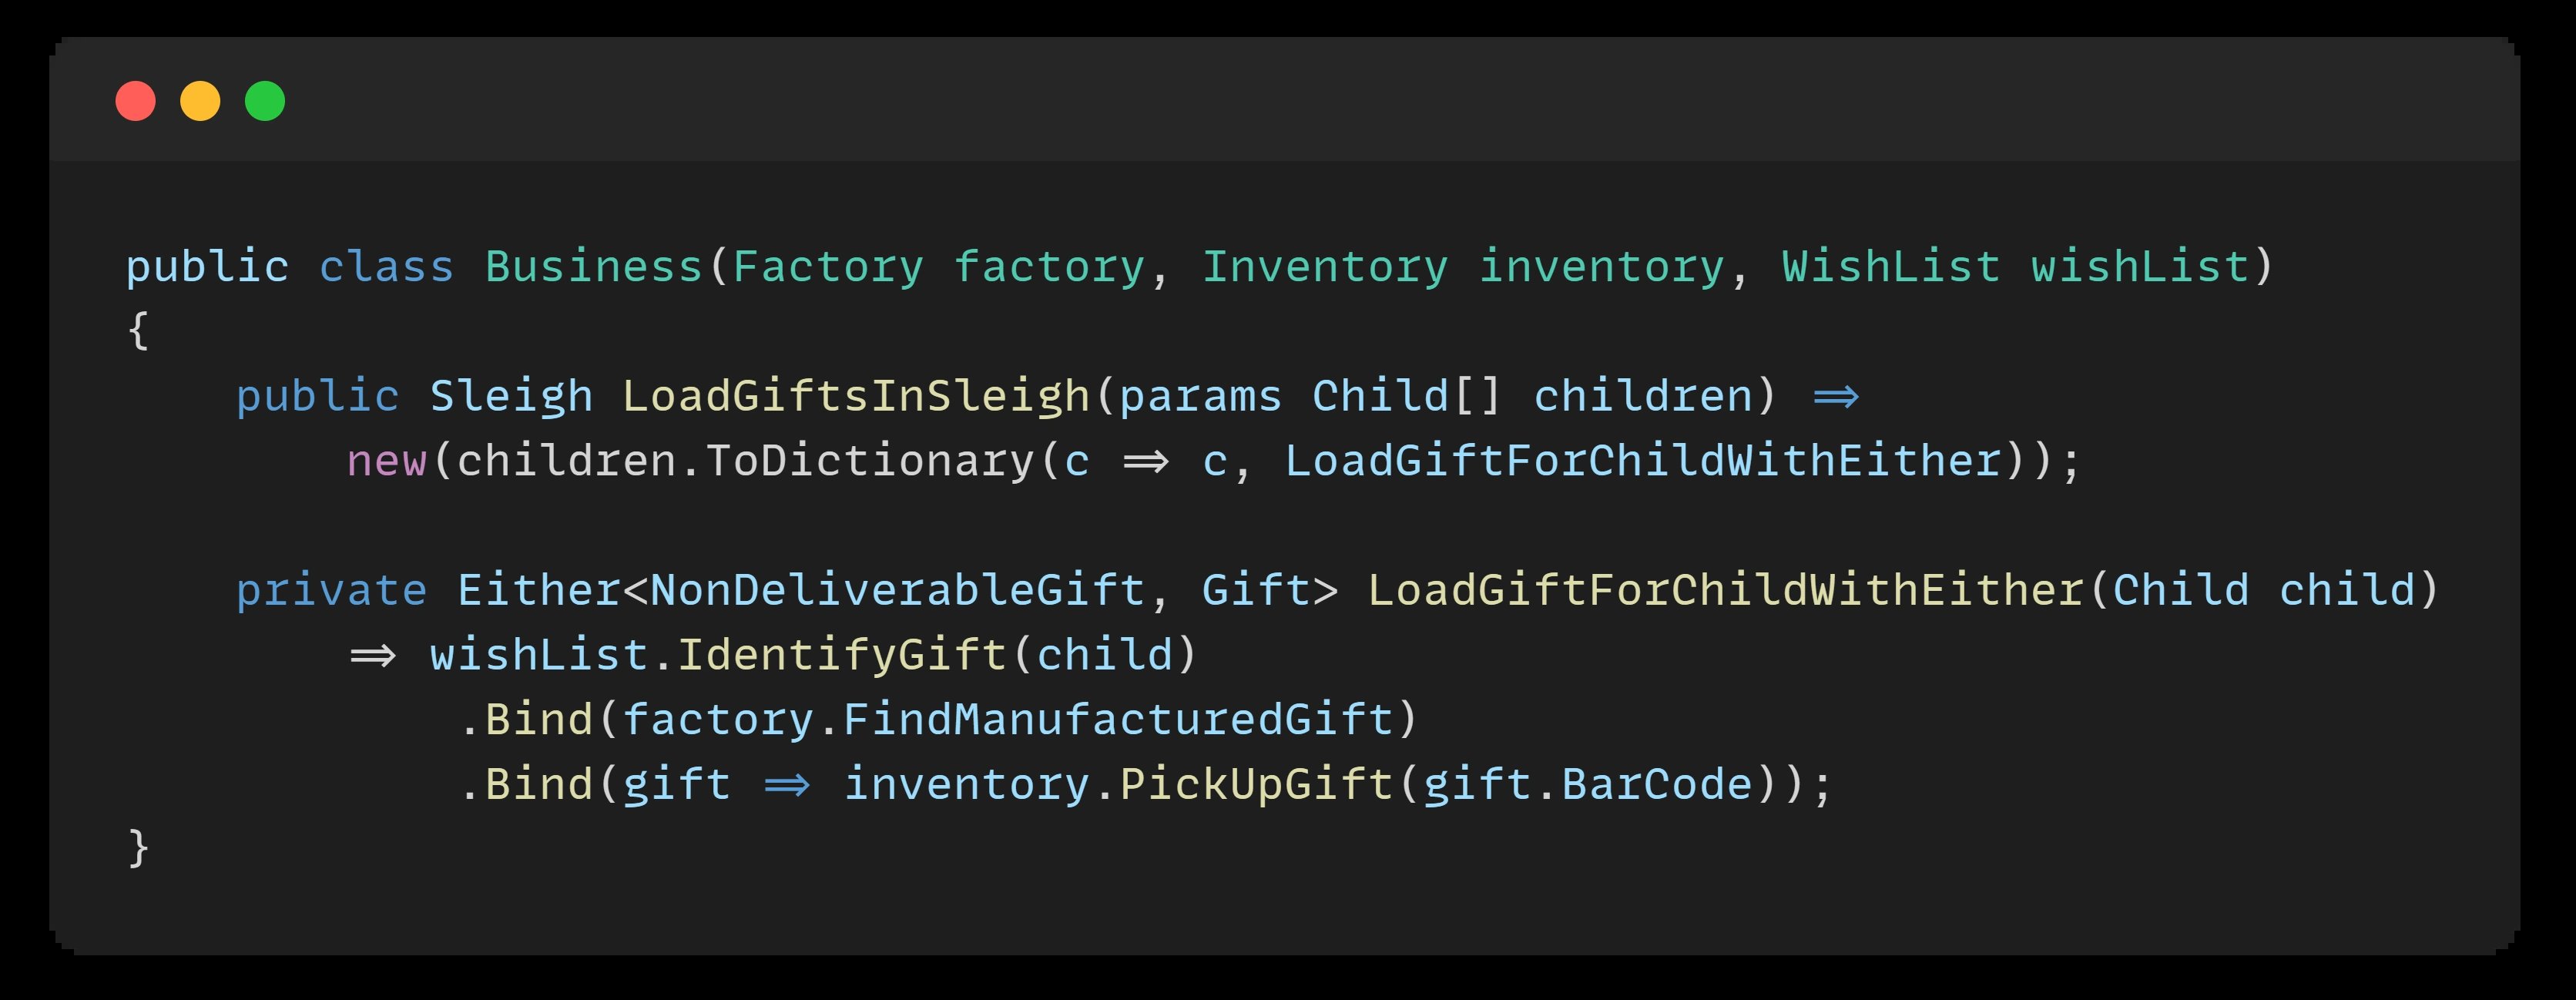 public class Business(Factory factory, Inventory inventory, WishList wishList)
{
    public Sleigh LoadGiftsInSleigh(params Child[] children) =>
        new(children.ToDictionary(c => c, LoadGiftForChildWithEither));

    private Either<NonDeliverableGift, Gift> LoadGiftForChildWithEither(Child child)
        => wishList.IdentifyGift(child)
            .Bind(factory.FindManufacturedGift)
            .Bind(gift => inventory.PickUpGift(gift.BarCode));
}